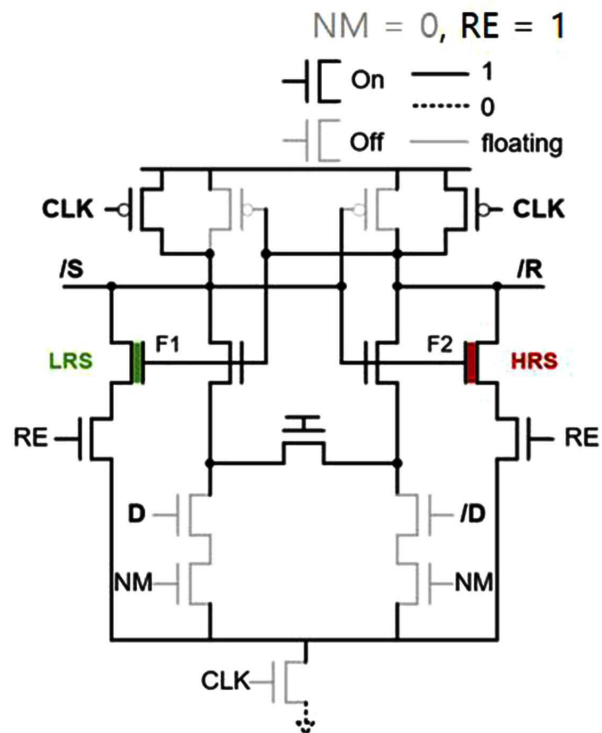 NM = 0, RE = 1
On 1
0
Off floating
CLK CLK
/S /R
F1 F2
LRS HRS
RE RE
D /D
NM NM
CLK